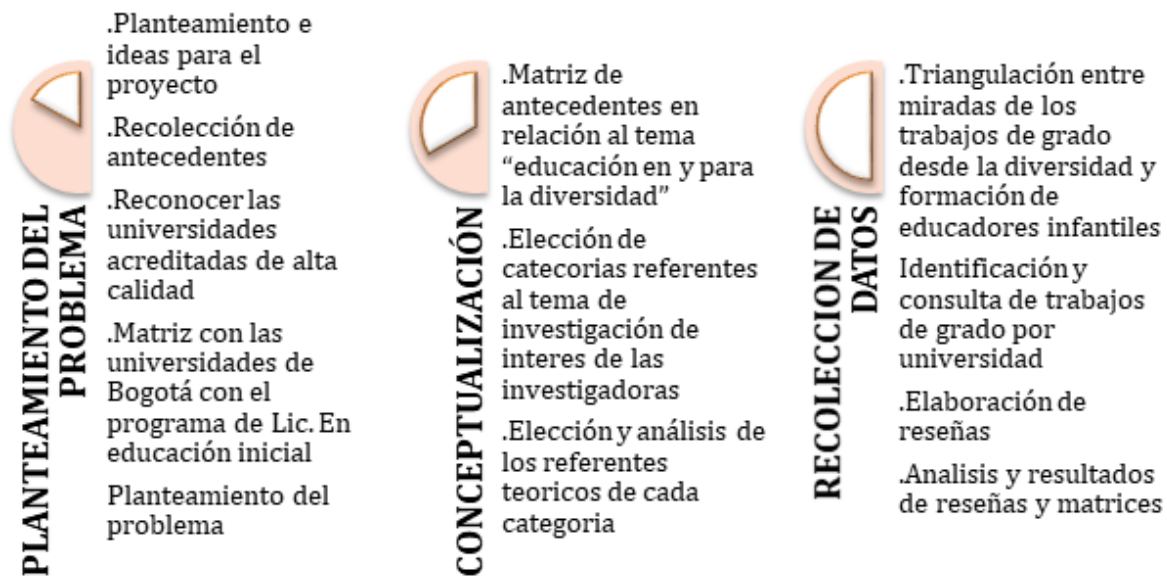 PLANTEAMIENTO DEL
PROBLEMA
.Planteamiento e
ideas para el
proyecto
.Recolección de
antecedentes
.Reconocer las
universidades
acreditadas de alta
calidad
.Matriz con las
universidades de
Bogotá con el
programa de Lic. En
educación inicial
Planteamiento del
problema
CONCEPTUALIZACIÓN
.Matriz de
antecedentes en
relación al tema
“educación en y para
la diversidad”
.Elección de
catecorias referentes
al tema de
investigación de
interes de las
investigadoras
.Elección y análisis de
los referentes
teoricos de cada
categoria
RECOLECCION DE
DATOS
.Triangulación entre
miradas de los
trabajos de grado
desde la diversidad y
formación de
educadores infantiles
Identificación y
consulta de trabajos
de grado por
universidad
.Elaboración de
reseñas
.Analisis y resultados
de reseñas y matrices